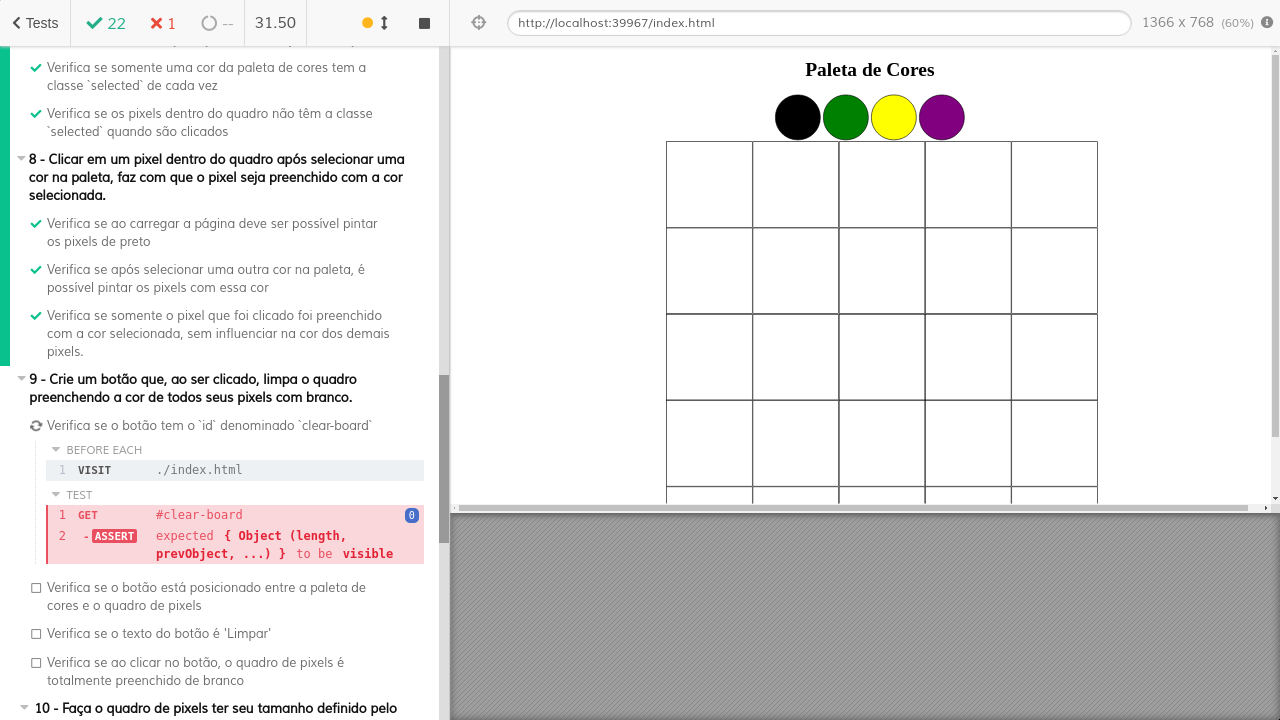 Tests
22
1
--
31.50
http://localhost:39967/index.html
1366 x 768 (60%)
Verifica se somente uma cor da paleta de cores tem a
classe `selected` de cada vez
Verifica se os pixels dentro do quadro não têm a classe
`selected` quando são clicados
8 - Clicar em um pixel dentro do quadro após selecionar uma
cor na paleta, faz com que o pixel seja preenchido com a cor
selecionada.
Verifica se ao carregar a página deve ser possível pintar
os pixels de preto
Verifica se após selecionar uma outra cor na paleta, é
possível pintar os pixels com essa cor
Verifica se somente o pixel que foi clicado foi preenchido
com a cor selecionada, sem influenciar na cor dos demais
pixels.
9 - Crie um botão que, ao ser clicado, limpa o quadro
preenchendo a cor de todos seus pixels com branco.
Verifica se o botão tem o `id` denominado `clear-board`
BEFORE EACH
1 VISIT ./index.html
TEST
1 GET #clear-board 0
2 -ASSERT expected { Object (length,
prevObject, ...) } to be visible
Verifica se o botão está posicionado entre a paleta de
cores e o quadro de pixels
Verifica se o texto do botão é 'Limpar'
Verifica se ao clicar no botão, o quadro de pixels é
totalmente preenchido de branco
10 - Faça o quadro de pixels ter seu tamanho definido pelo
Paleta de Cores